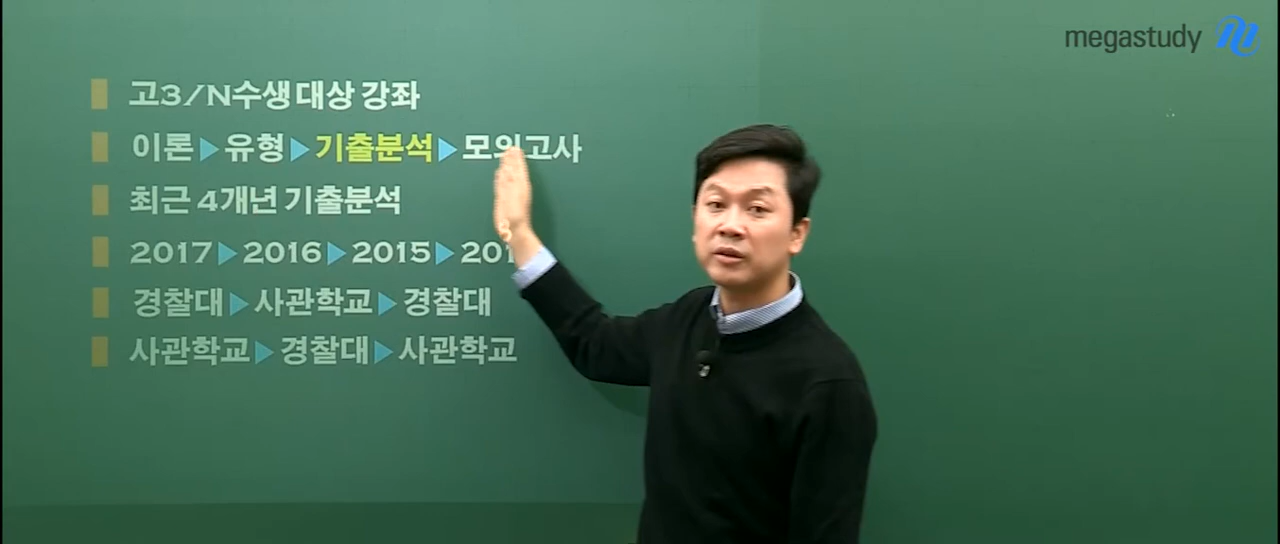 megastudy
고3/N수생 대상 강좌
이론▶유형▶기출분석▶모의고사
최근 4개년 기출분석
2017▶2016▶2015▶201
경찰대▶사관학교▶경찰대
사관학교▶경찰대▶사관학교